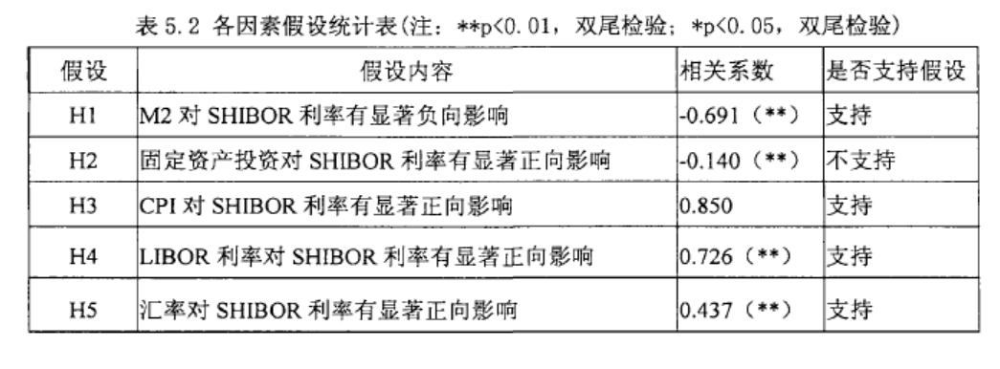 表 5.2 各因素假设统计表(注: **p<0.01, 双尾检验; *p<0.05, 双尾检验)
假设 假设内容 相关系数 是否支持假设
H1 M2 对 SHIBOR 利率有显著负向影响 -0.691 (**) 支持
H2 固定资产投资对 SHIBOR 利率有显著正向影响 -0.140 (**) 不支持
H3 CPI 对 SHIBOR 利率有显著正向影响 0.850 支持
H4 LIBOR 利率对 SHIBOR 利率有显著正向影响 0.726 (**) 支持
H5 汇率对 SHIBOR 利率有显著正向影响 0.437 (**) 支持